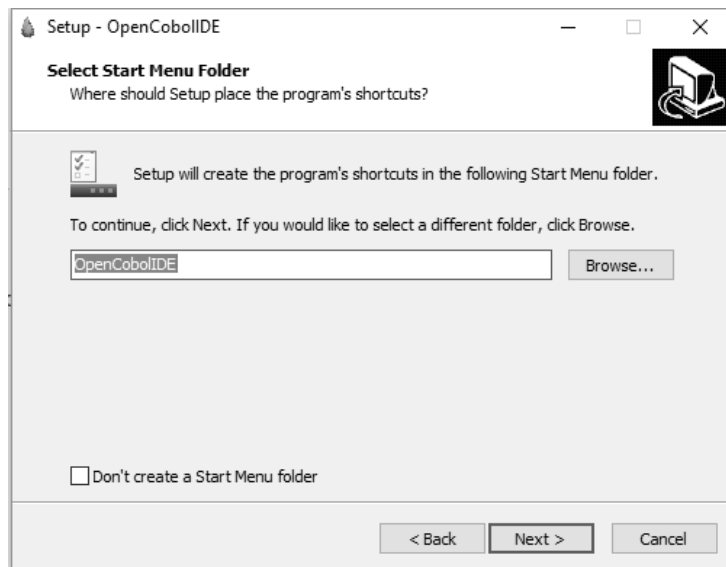 Setup - OpenCobolIDE
Select Start Menu Folder
Where should Setup place the program's shortcuts?
Setup will create the program's shortcuts in the following Start Menu folder.
To continue, click Next. If you would like to select a different folder, click Browse.
OpenCobolIDE
Browse...
Don't create a Start Menu folder
< Back
Next >
Cancel